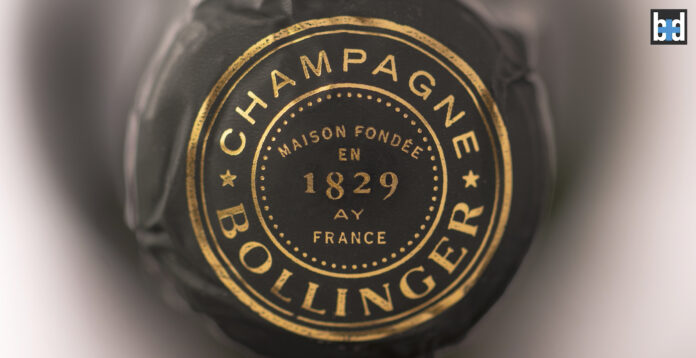 CHAMPAGNE
MAISON FONDÉE
EN
1829
AY
FRANCE
BOLLINGER